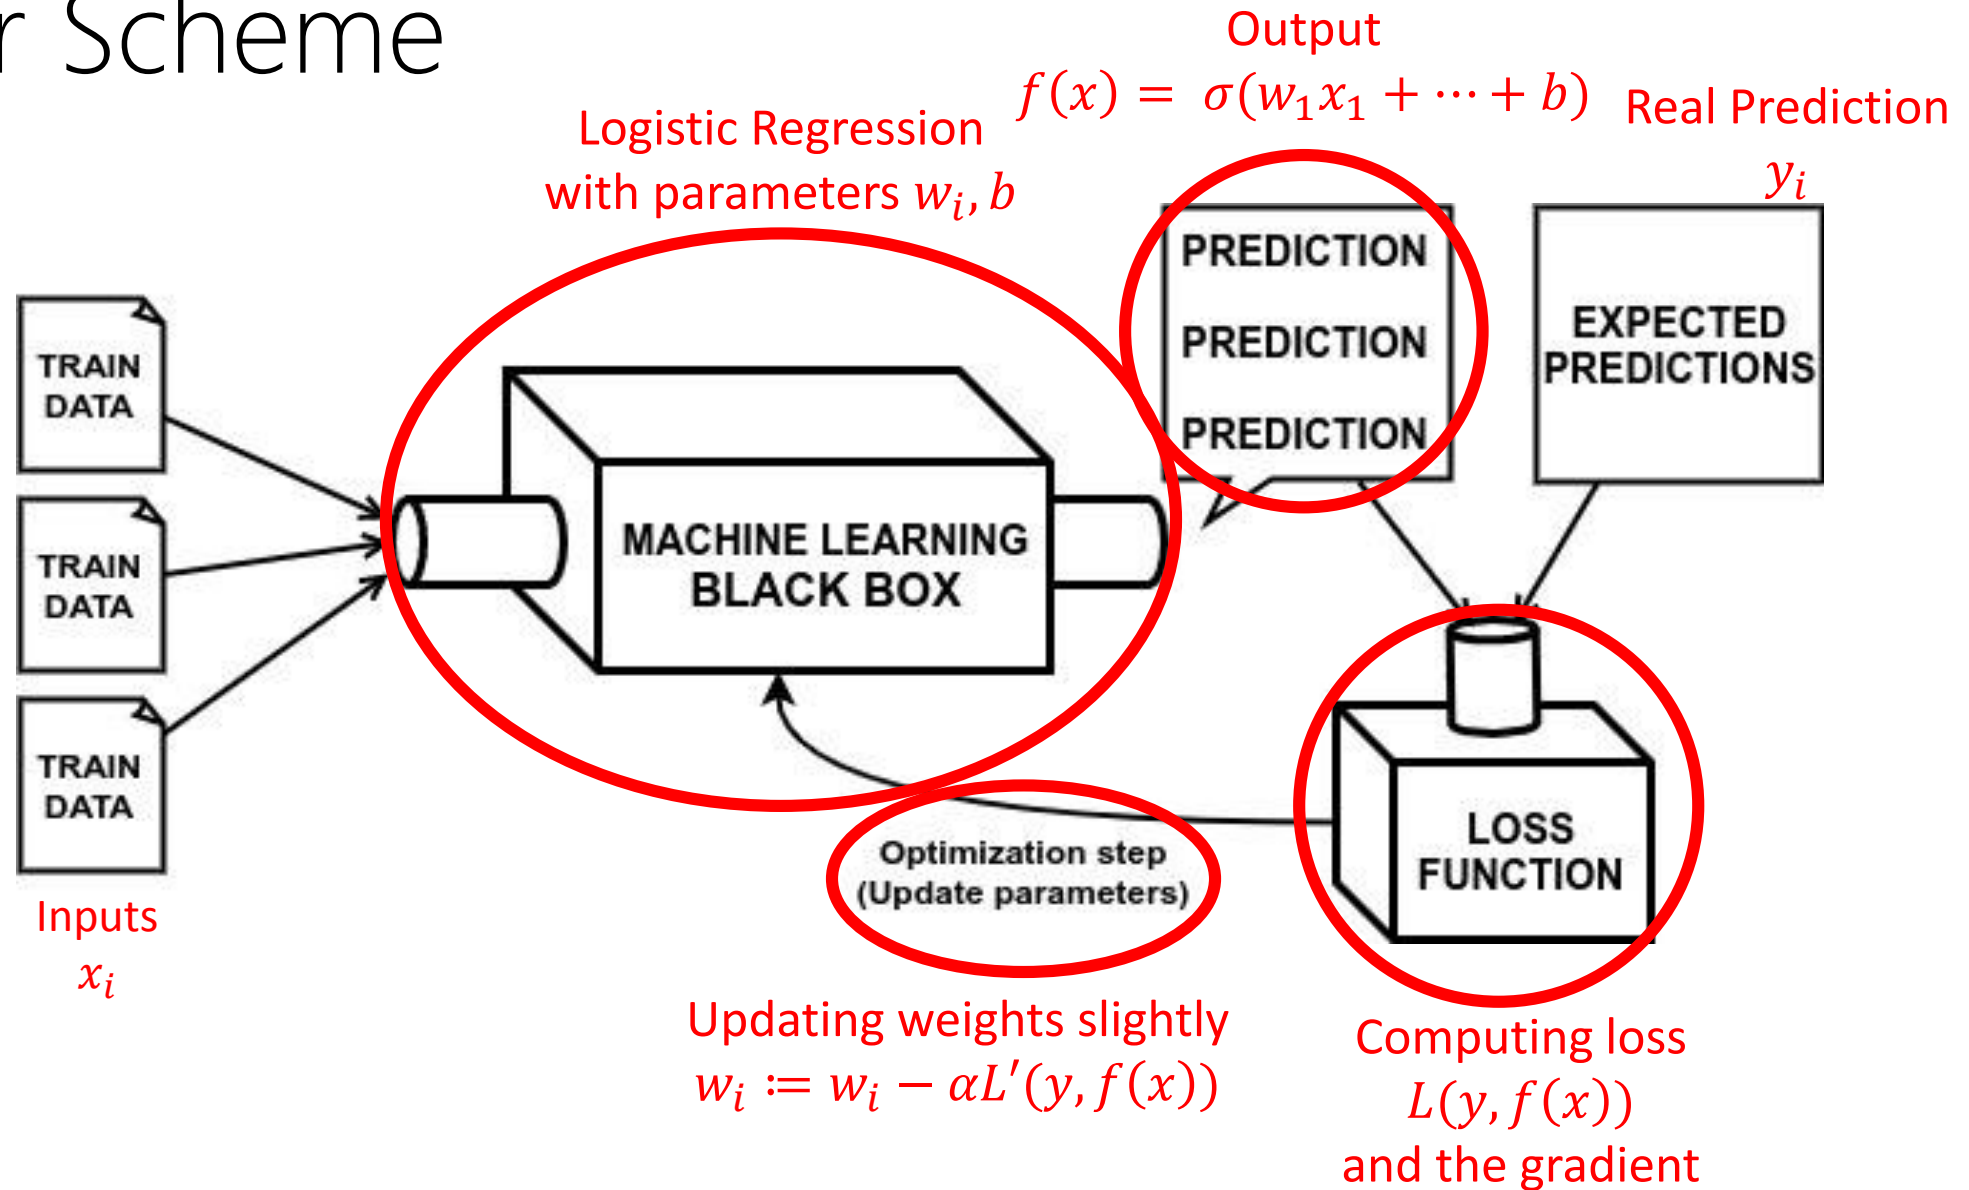 r Scheme
Output
f(x) = σ(w₁x₁ + ⋯ + b)
Real Prediction
yᵢ
Logistic Regression
with parameters wᵢ, b
PREDICTION
PREDICTION
PREDICTION
EXPECTED
PREDICTIONS
TRAIN
DATA
TRAIN
DATA
TRAIN
DATA
Inputs
xᵢ
MACHINE LEARNING
BLACK BOX
Optimization step
(Update parameters)
Updating weights slightly
wᵢ ≔ wᵢ − αL′(y, f(x))
LOSS
FUNCTION
Computing loss
L(y, f(x))
and the gradient